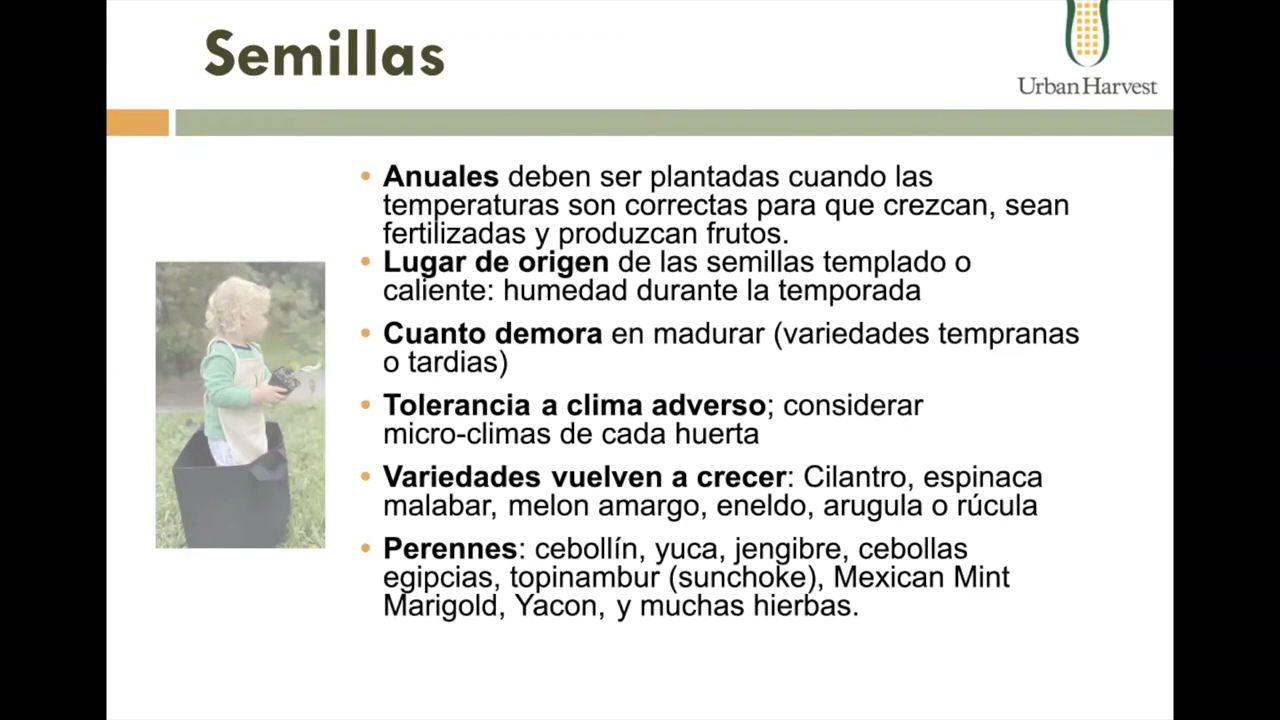 Semillas
Urban Harvest
• Anuales deben ser plantadas cuando las
temperaturas son correctas para que crezcan, sean
fertilizadas y produzcan frutos.
• Lugar de origen de las semillas templado o
caliente: humedad durante la temporada
• Cuanto demora en madurar (variedades tempranas
o tardias)
• Tolerancia a clima adverso; considerar
micro-climas de cada huerta
• Variedades vuelven a crecer: Cilantro, espinaca
malabar, melon amargo, eneldo, arugula o rúcula
• Perennes: cebollín, yuca, jengibre, cebollas
egipcias, topinambur (sunchoke), Mexican Mint
Marigold, Yacon, y muchas hierbas.